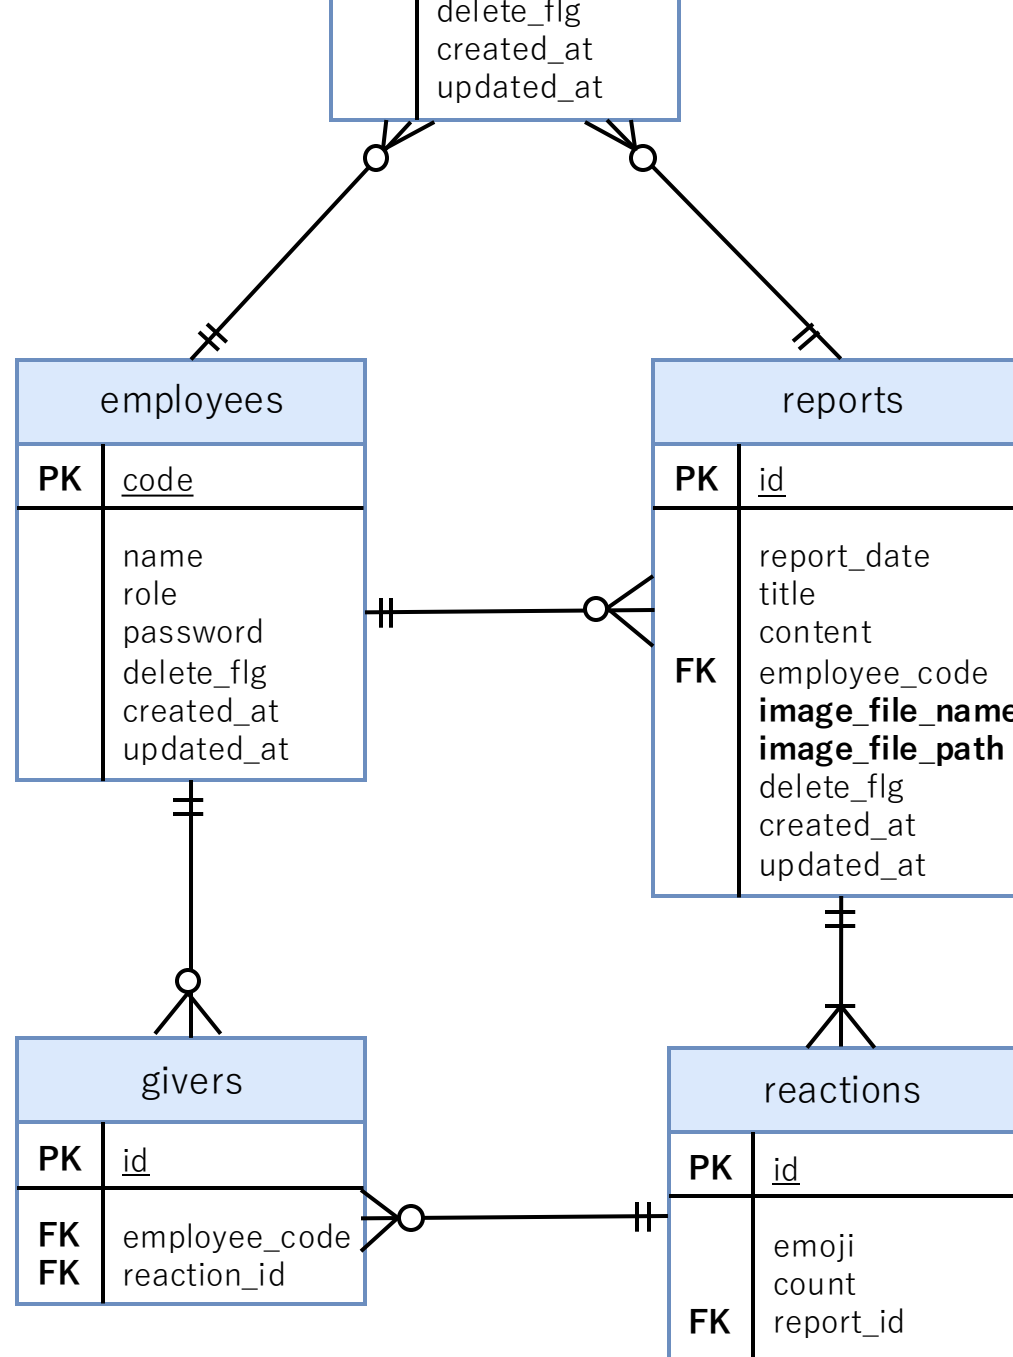 delete_flg
created_at
updated_at
employees
PK code
name
role
password
delete_flg
created_at
updated_at
reports
PK id
report_date
title
content
FK employee_code
image_file_name
image_file_path
delete_flg
created_at
updated_at
givers
PK id
FK employee_code
FK reaction_id
reactions
PK id
emoji
count
FK report_id